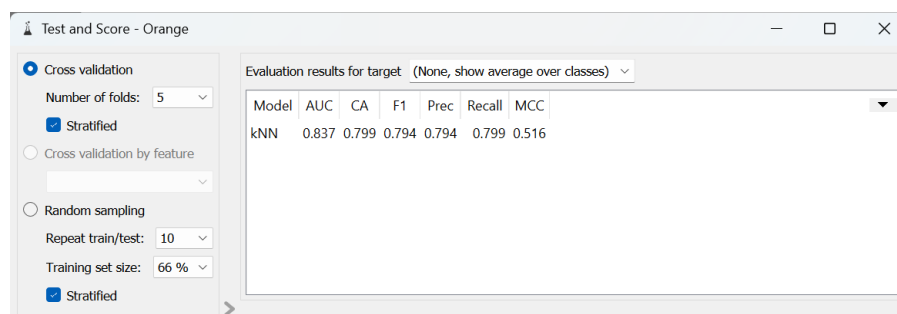 Test and Score - Orange
Cross validation
Number of folds: 5
Stratified
Cross validation by feature
Random sampling
Repeat train/test: 10
Training set size: 66 %
Stratified
Evaluation results for target (None, show average over classes)
Model AUC CA F1 Prec Recall MCC
kNN 0.837 0.799 0.794 0.794 0.799 0.516